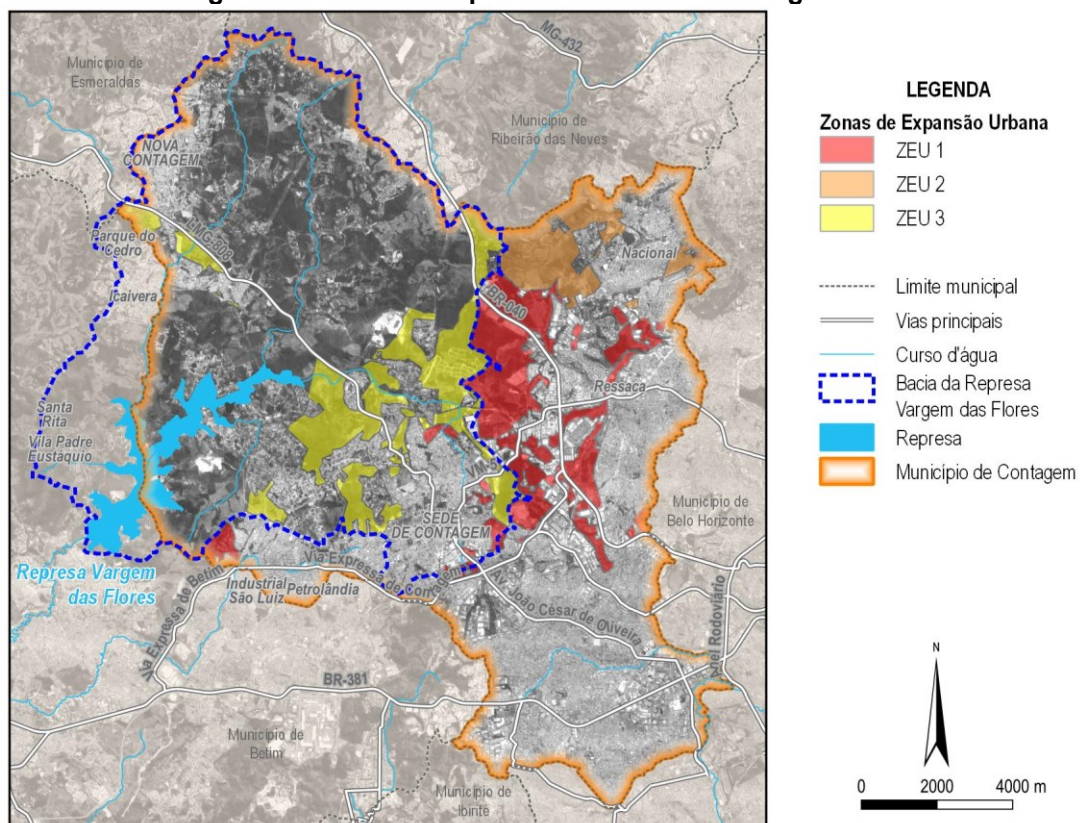 MG-432
Município de
Esmeraldas
Município de
Ribeirão das Neves
NOVA
CONTAGEM
LMG-808
Parque do
Cedro
Nacional
Icaivera
BR-040
Ressaca
Santa
Rita
Vila Padre
Eustáquio
Município de
Belo Horizonte
SEDE
DE CONTAGEM
Via Expressa de Contagem
Represa Vargem
das Flores
Via Expressa de Betim
Industrial
São Luiz
Petrolândia
Av. João César de Oliveira
Anel Rodoviário
BR-381
Município de
Betim
Município de
Ibirité
LEGENDA
Zonas de Expansão Urbana
ZEU 1
ZEU 2
ZEU 3
Limite municipal
Vias principais
Curso d'água
Bacia da Represa
Vargem das Flores
Represa
Município de Contagem
N
0 2000 4000 m